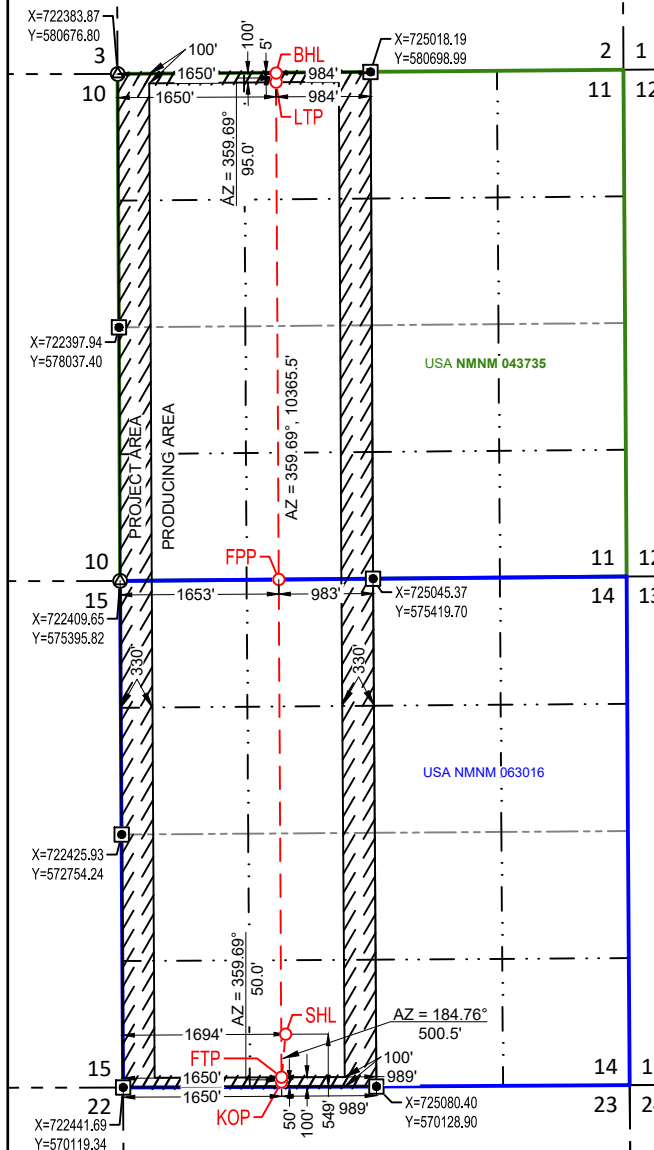 X=722383.87
Y=580676.80
3
100'
100'
5'
BHL
X=725018.19
Y=580698.99
2
1
1650'
984'
10
1650'
984'
11
12
LTP
AZ = 359.69°
95.0'
X=722397.94
Y=578037.40
USA NMNM 043735
PROJECT AREA
PRODUCING AREA
AZ = 359.69°, 10365.5'
10
FPP
11
12
15
1653'
983'
14
13
X=722409.65
Y=575395.82
X=725045.37
Y=575419.70
330'
330'
USA NMNM 063016
X=722425.93
Y=572754.24
AZ = 359.69°
50.0'
SHL
AZ = 184.76°
500.5'
1694'
FTP
100'
15
1650'
989'
14
1
22
1650'
KOP
50'
100'
549'
989'
23
24
X=722441.69
Y=570119.34
X=725080.40
Y=570128.90